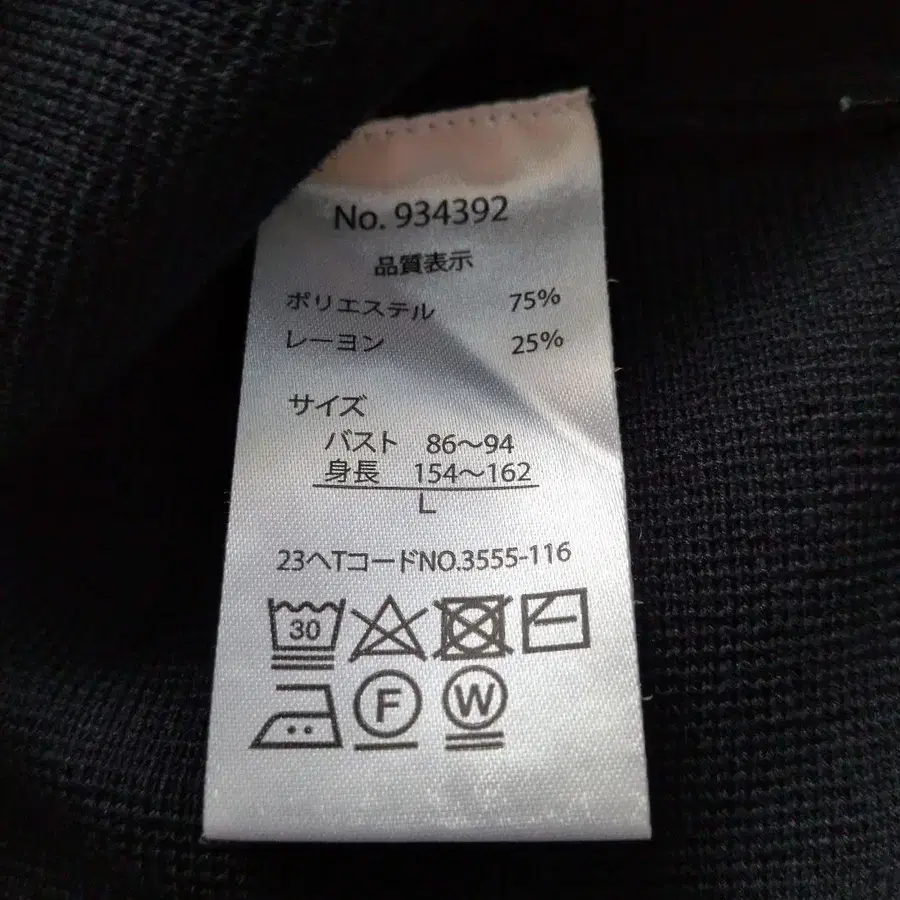 No. 934392
品質表示
ポリエステル 75%
レーヨン 25%
サイズ
バスト 86～94
身長 154～162
L
23ヘTコードNO.3555-116
30
F W